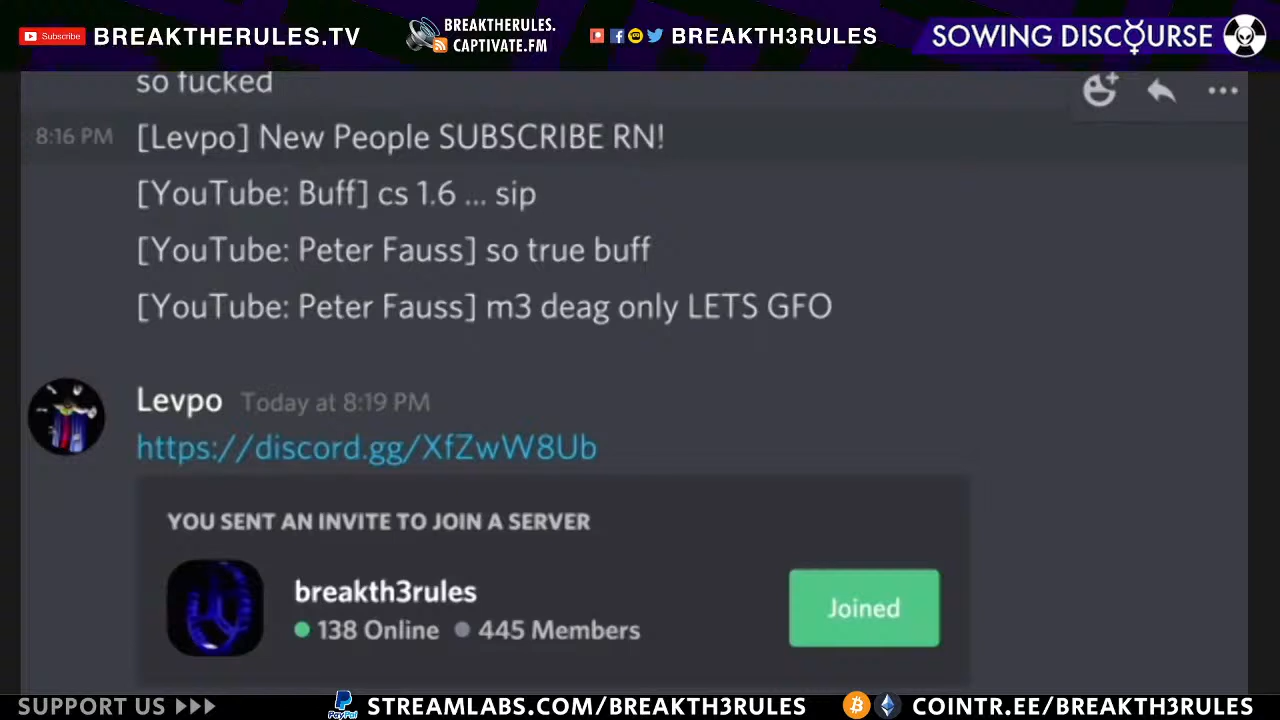 Subscribe BREAKTHERULES.TV
BREAKTHERULES.
CAPTIVATE.FM
BREAKTH3RULES
SOWING DISCOURSE
so fucked
8:16 PM [Levpo] New People SUBSCRIBE RN!
[YouTube: Buff] cs 1.6 ... sip
[YouTube: Peter Fauss] so true buff
[YouTube: Peter Fauss] m3 deag only LETS GFO
Levpo Today at 8:19 PM
https://discord.gg/XfZwW8Ub
YOU SENT AN INVITE TO JOIN A SERVER
breakth3rules
138 Online 445 Members
Joined
SUPPORT US >>> PayPal STREAMLABS.COM/BREAKTH3RULES COINTR.EE/BREAKTH3RULES